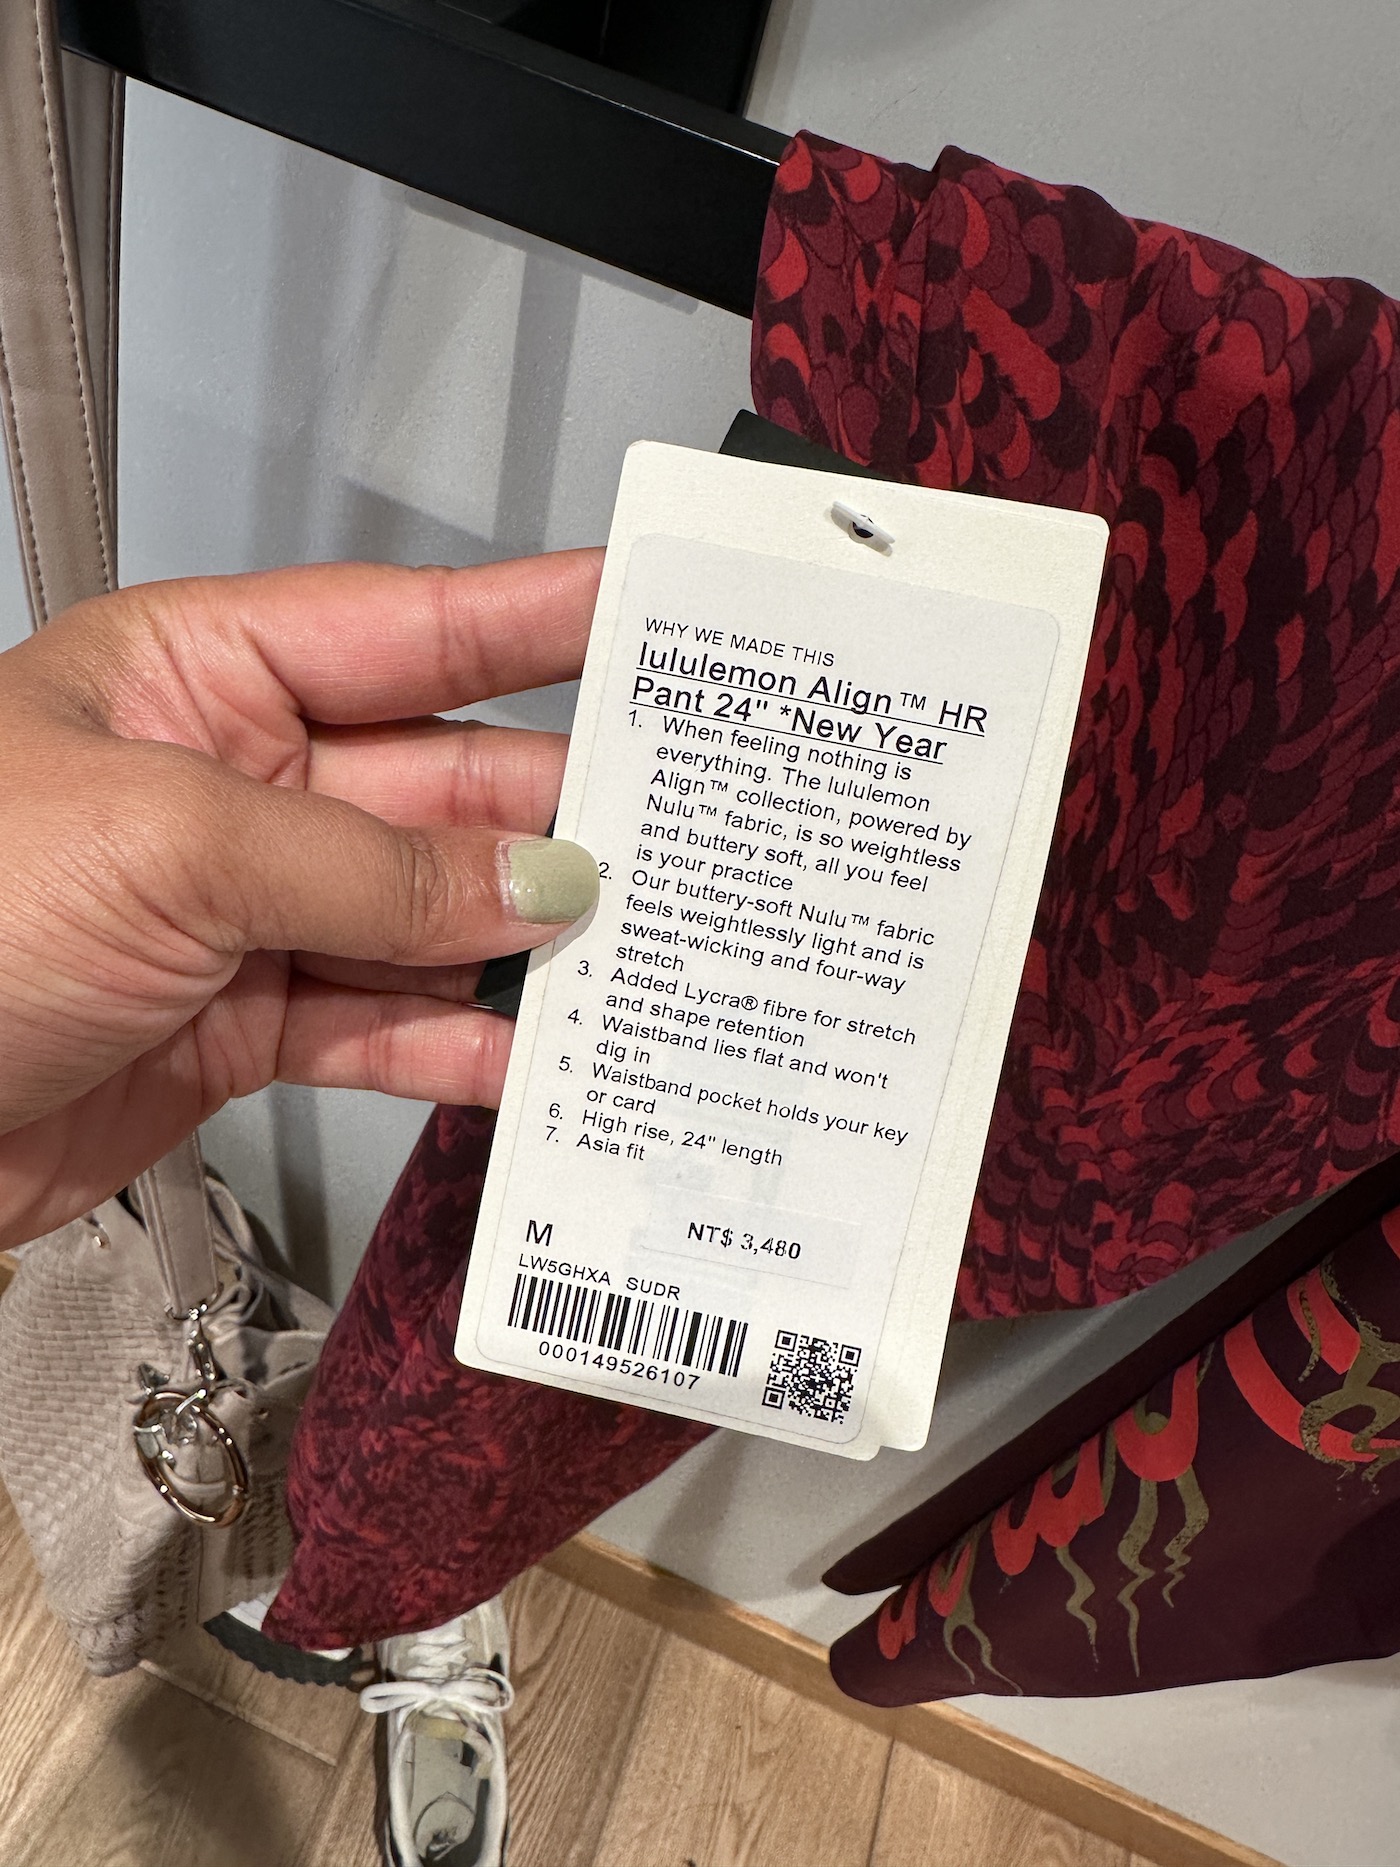 WHY WE MADE THIS
lululemon Align™ HR
Pant 24" *New Year
1. When feeling nothing is
everything. The lululemon
Align™ collection, powered by
Nulu™ fabric, is so weightless
and buttery soft, all you feel
is your practice
2. Our buttery-soft Nulu™ fabric
feels weightlessly light and is
sweat-wicking and four-way
stretch
3. Added Lycra® fibre for stretch
and shape retention
4. Waistband lies flat and won't
dig in
5. Waistband pocket holds your key
or card
6. High rise, 24" length
7. Asia fit
M
NT$ 3,480
LW5GHXA SUDR
000149526107